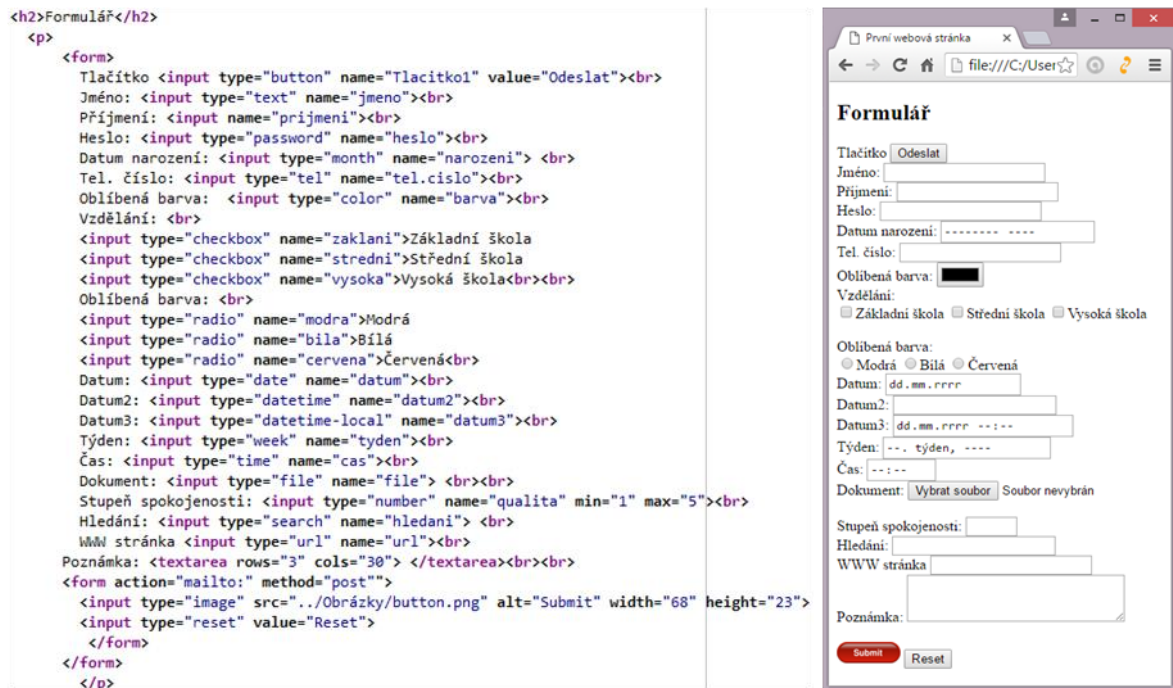 <h2>Formulář</h2>
<p>
<form>
Tlačítko <input type="button" name="Tlacitko1" value="Odeslat"><br>
Jméno: <input type="text" name="jmeno"><br>
Příjmení: <input name="prijmeni"><br>
Heslo: <input type="password" name="heslo"><br>
Datum narození: <input type="month" name="narozeni"> <br>
Tel. číslo: <input type="tel" name="tel.cislo"><br>
Oblíbená barva:  <input type="color" name="barva"><br>
Vzdělání: <br>
<input type="checkbox" name="zaklani">Základní škola
<input type="checkbox" name="stredni">Střední škola
<input type="checkbox" name="vysoka">Vysoká škola<br><br>
Oblíbená barva: <br>
<input type="radio" name="modra">Modrá
<input type="radio" name="bila">Bílá
<input type="radio" name="cervena">Červená<br>
Datum: <input type="date" name="datum"><br>
Datum2: <input type="datetime" name="datum2"><br>
Datum3: <input type="datetime-local" name="datum3"><br>
Týden: <input type="week" name="tyden"><br>
Čas: <input type="time" name="cas"><br>
Dokument: <input type="file" name="file"> <br><br>
Stupeň spokojenosti: <input type="number" name="qualita" min="1" max="5"><br>
Hledání: <input type="search" name="hledani"> <br>
WWW stránka <input type="url" name="url"><br>
Poznámka: <textarea rows="3" cols="30"> </textarea><br><br>
<form action="mailto:" method="post"">
<input type="image" src="../Obrázky/button.png" alt="Submit" width="68" height="23">
<input type="reset" value="Reset">
</form>
</form>
</p>
První webová stránka
file:///C:/User
Formulář
Tlačítko Odeslat
Jméno:
Příjmení:
Heslo:
Datum narození: -------- ----
Tel. číslo:
Oblíbená barva:
Vzdělání:
Základní škola Střední škola Vysoká škola
Oblíbená barva:
Modrá Bílá Červená
Datum: dd.mm.rrrr
Datum2:
Datum3: dd.mm.rrrr --:--
Týden: --. týden, ----
Čas: --:--
Dokument: Vybrat soubor Soubor nevybrán
Stupeň spokojenosti:
Hledání:
WWW stránka
Poznámka:
Submit Reset